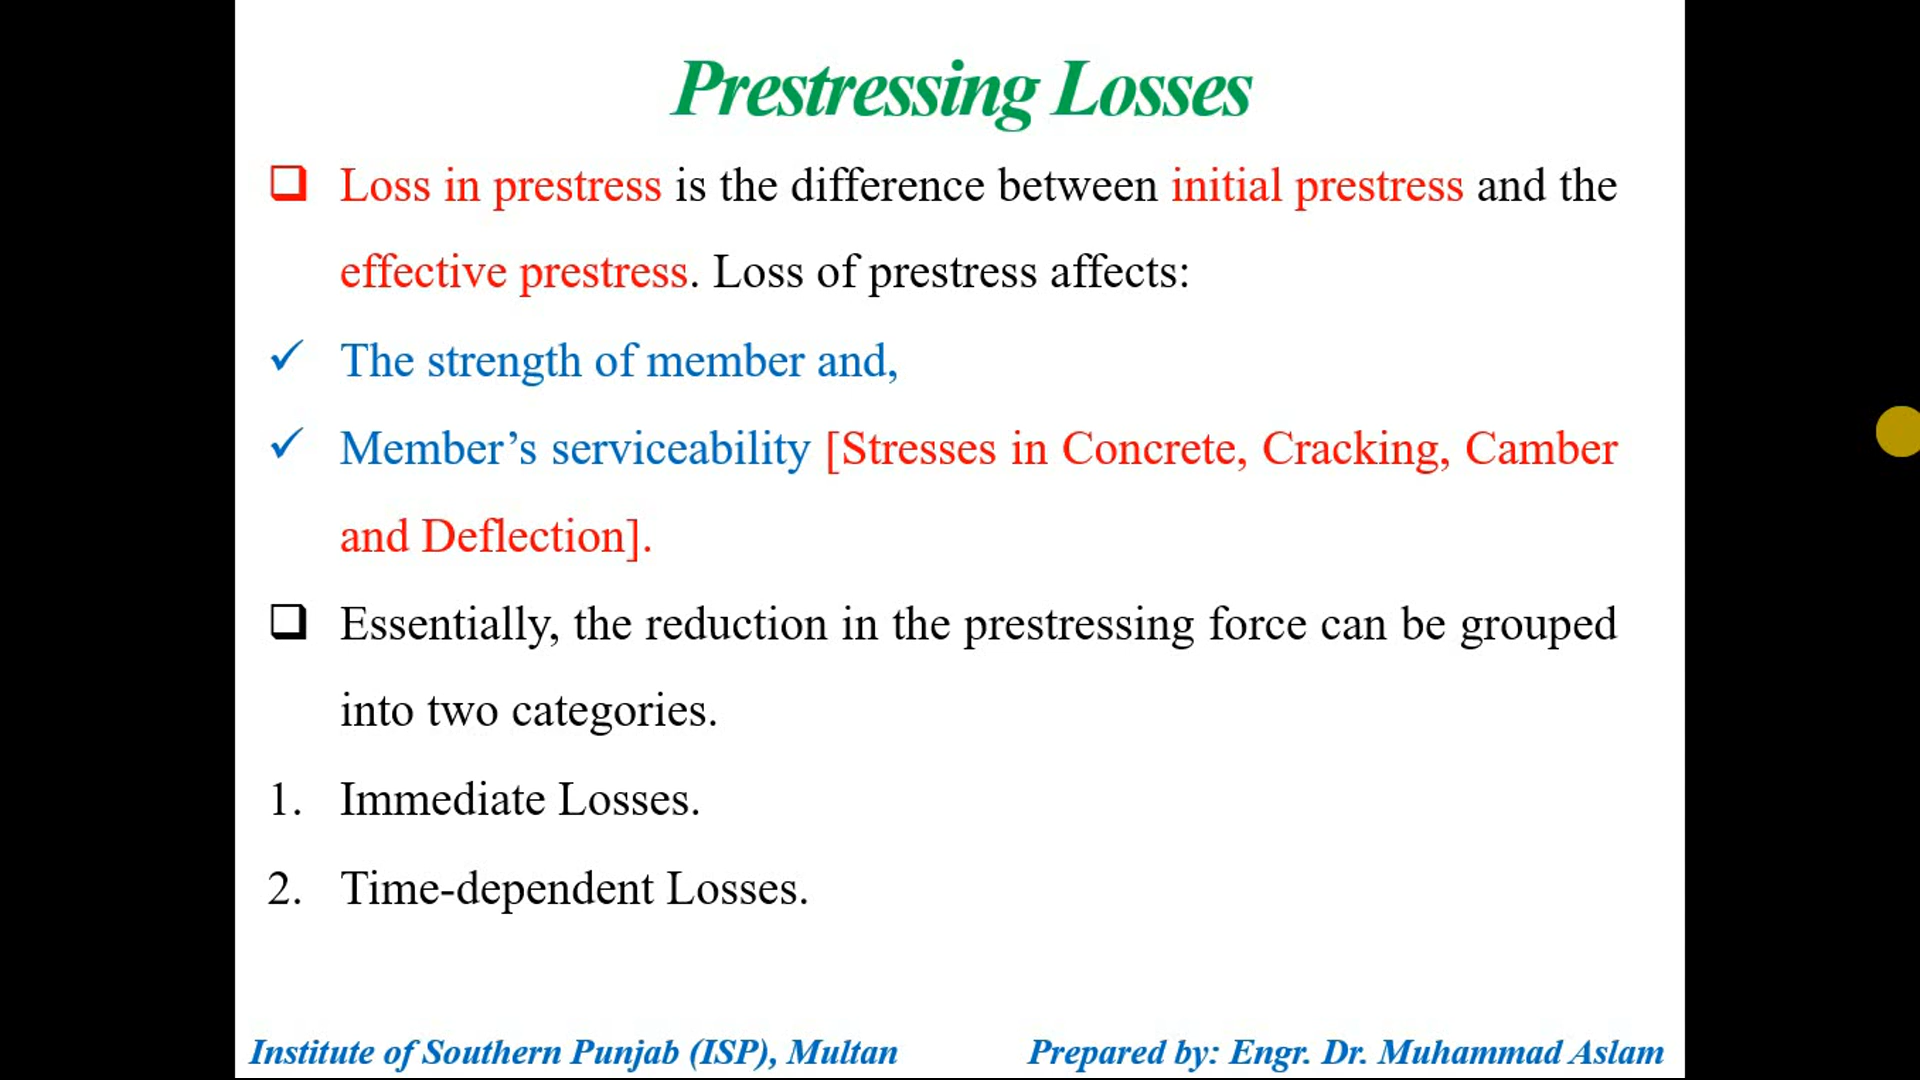 Prestressing Losses
Loss in prestress is the difference between initial prestress and the
effective prestress. Loss of prestress affects:
The strength of member and,
Member’s serviceability [Stresses in Concrete, Cracking, Camber
and Deflection].
Essentially, the reduction in the prestressing force can be grouped
into two categories.
1. Immediate Losses.
2. Time-dependent Losses.
Institute of Southern Punjab (ISP), Multan
Prepared by: Engr. Dr. Muhammad Aslam